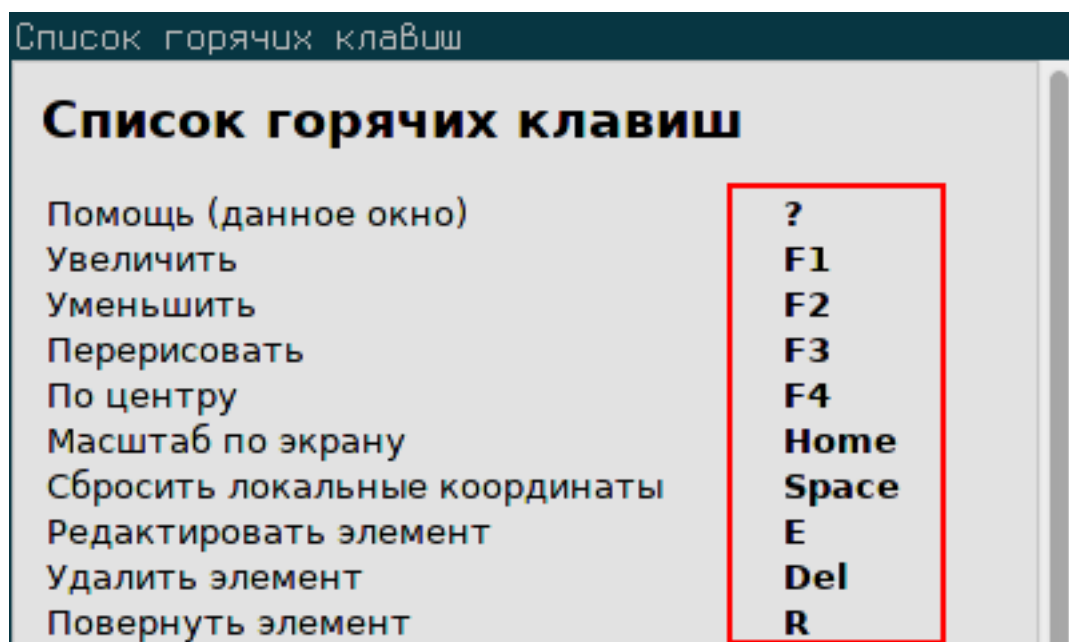 Список горячих клавиш
Список горячих клавиш
Помощь (данное окно) ?
Увеличить F1
Уменьшить F2
Перерисовать F3
По центру F4
Масштаб по экрану Home
Сбросить локальные координаты Space
Редактировать элемент E
Удалить элемент Del
Повернуть элемент R